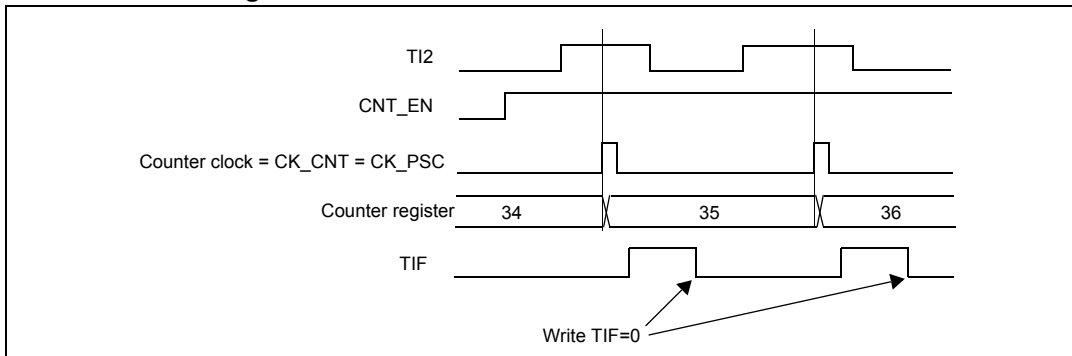 TI2
CNT_EN
Counter clock = CK_CNT = CK_PSC
Counter register 34 35 36
TIF
Write TIF=0